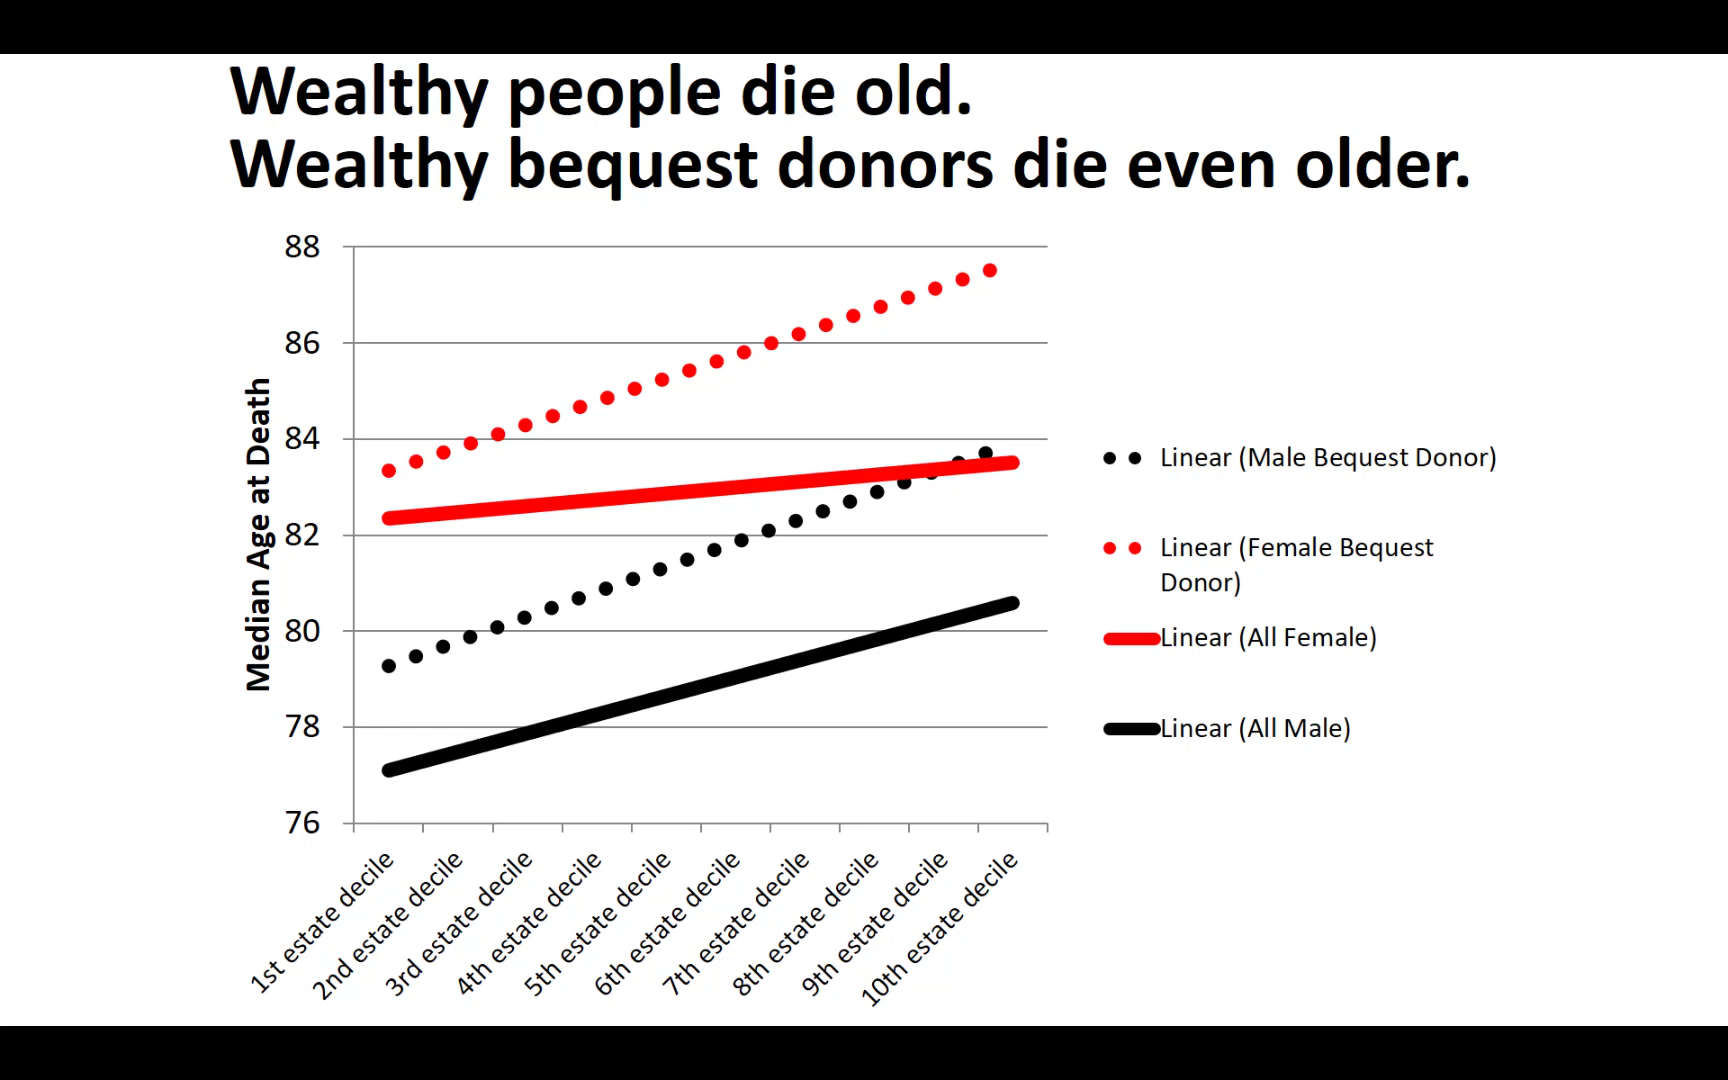 Wealthy people die old.
Wealthy bequest donors die even older.
Median Age at Death
88
86
84
82
80
78
76
1st estate decile
2nd estate decile
3rd estate decile
4th estate decile
5th estate decile
6th estate decile
7th estate decile
8th estate decile
9th estate decile
10th estate decile
Linear (Male Bequest Donor)
Linear (Female Bequest
Donor)
Linear (All Female)
Linear (All Male)